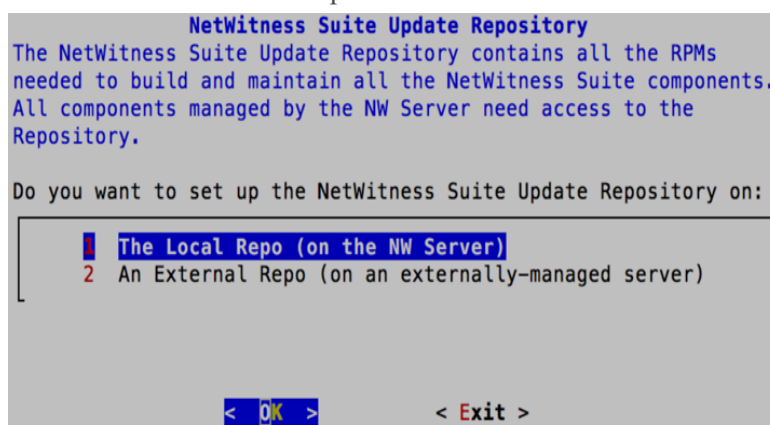 NetWitness Suite Update Repository
The NetWitness Suite Update Repository contains all the RPMs
needed to build and maintain all the NetWitness Suite components.
All components managed by the NW Server need access to the
Repository.
Do you want to set up the NetWitness Suite Update Repository on:
1 The Local Repo (on the NW Server)
2 An External Repo (on an externally-managed server)
< OK > < Exit >